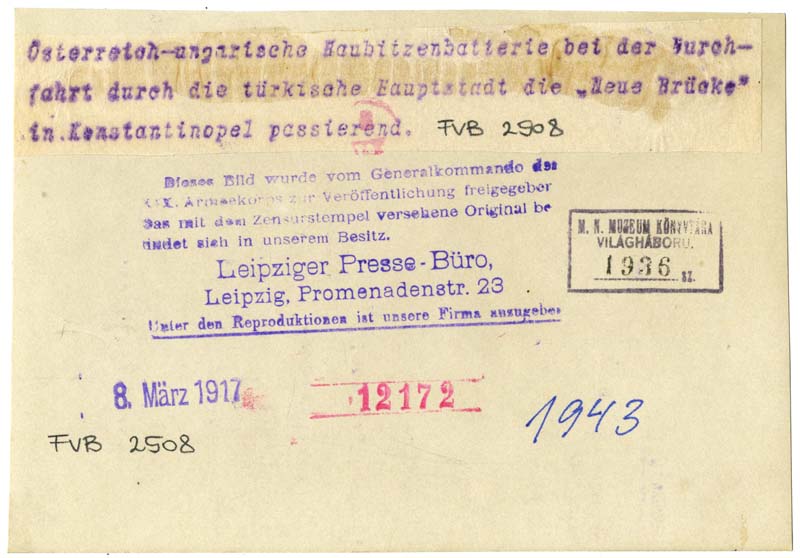 Österreich-ungarische Haubitzenbatterie bei der Durch-
fahrt durch die türkische Hauptstadt die „Neue Brücke"
in Konstantinopel passierend. FVB 2508
Dieses Bild wurde vom Generalkommando des
XIX. Armeekorps zur Veröffentlichung freigegeben
Das mit dem Zensurstempel versehene Original be
findet sich in unserem Besitz.
Leipziger Presse-Büro,
Leipzig, Promenadenstr. 23
Unter den Reproduktionen ist unsere Firma anzugeben
M. N. MUZEUM KÖNYVTÁRA
VILÁGHÁBORU.
1936 sz.
8. März 1917
12172
1943
FVB 2508